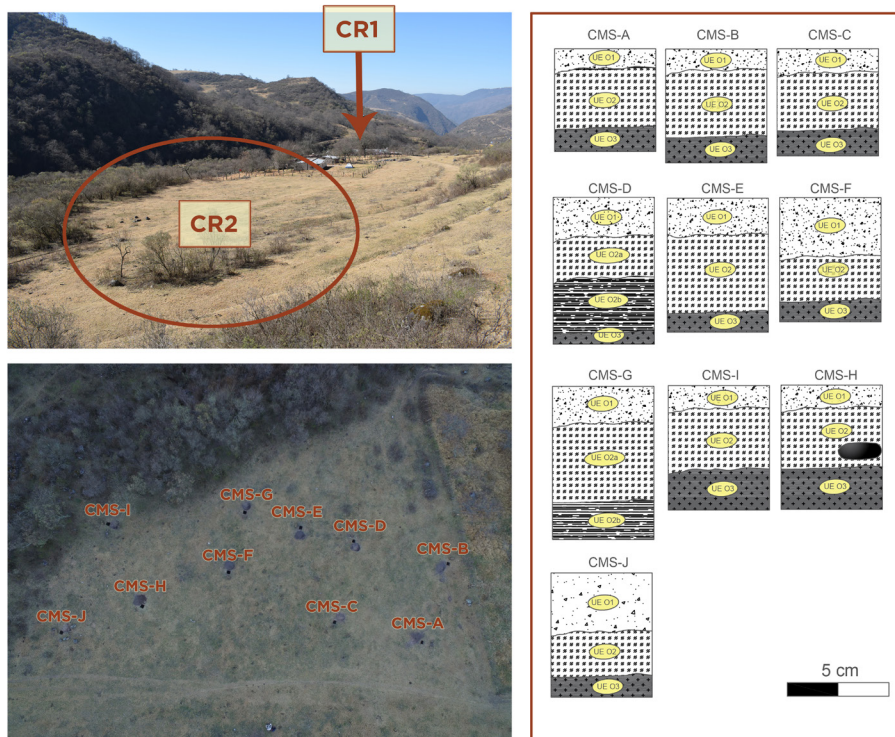 CR1
CR2
CMS-I
CMS-G
CMS-E
CMS-D
CMS-F
CMS-B
CMS-H
CMS-J
CMS-C
CMS-A
CMS-A
CMS-B
CMS-C
UE O1
UE O1
UE O1
UE O2
UE O2
UE O2
UE O3
UE O3
UE O3
CMS-D
CMS-E
CMS-F
UE O1
UE O1
UE O1
UE O2a
UE O2
UE O2
UE O2b
UE O3
UE O3
UE O3
CMS-G
CMS-I
CMS-H
UE O1
UE O1
UE O1
UE O2a
UE O2
UE O2
UE O2b
UE O3
UE O3
CMS-J
UE O1
UE O2
UE O3
5 cm